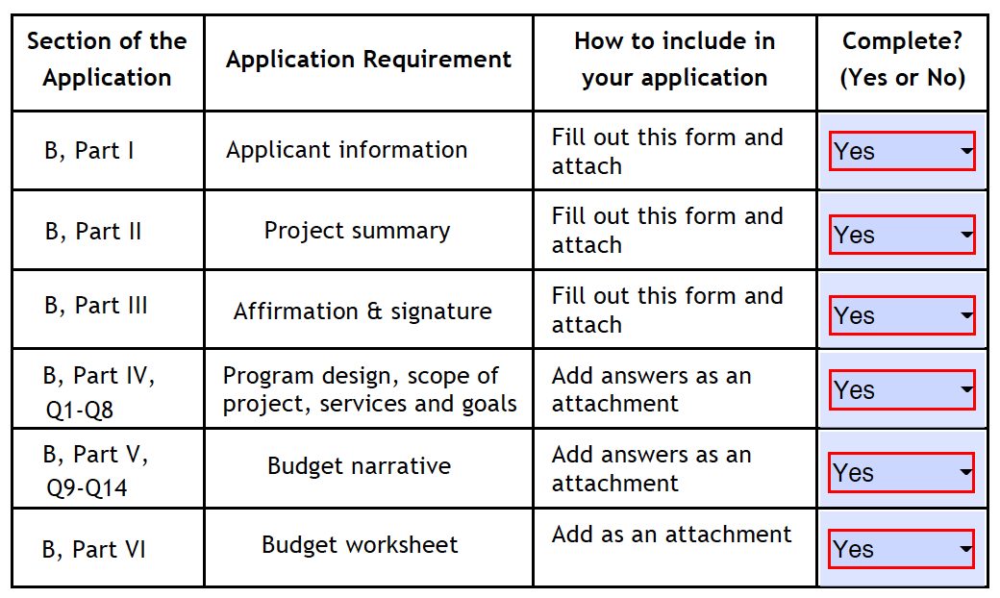 Section of the
Application
Application Requirement
How to include in
your application
Complete?
(Yes or No)
B, Part I
Applicant information
Fill out this form and
attach
Yes
B, Part II
Project summary
Fill out this form and
attach
Yes
B, Part III
Affirmation & signature
Fill out this form and
attach
Yes
B, Part IV,
Q1-Q8
Program design, scope of
project, services and goals
Add answers as an
attachment
Yes
B, Part V,
Q9-Q14
Budget narrative
Add answers as an
attachment
Yes
B, Part VI
Budget worksheet
Add as an attachment
Yes